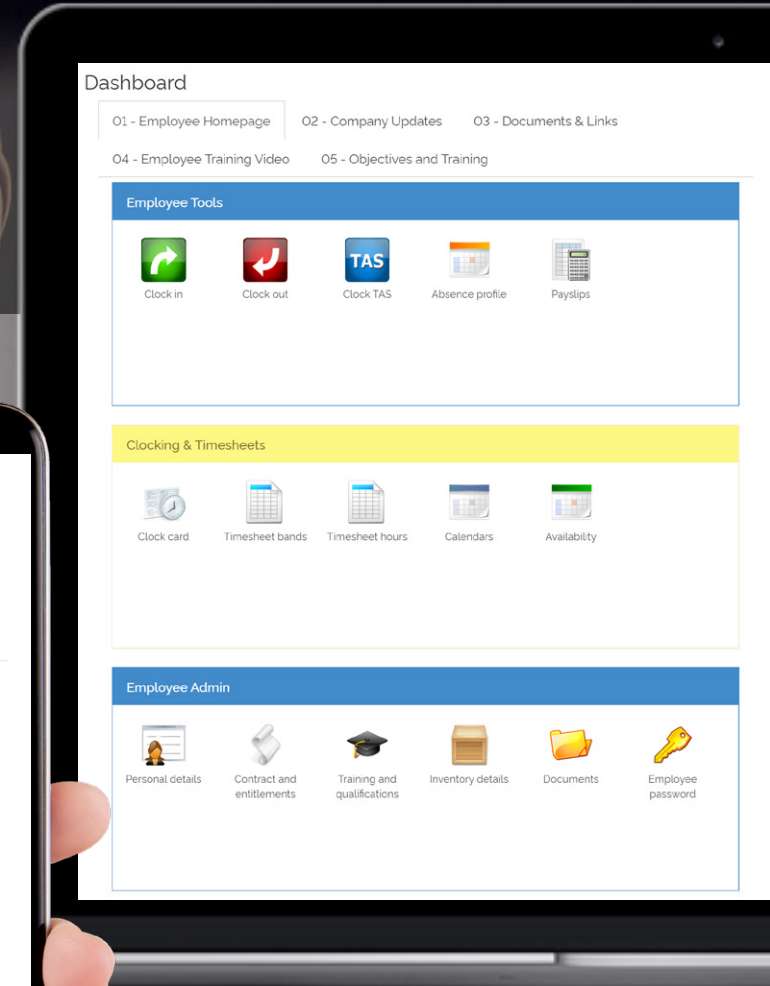 Dashboard
01 - Employee Homepage 02 - Company Updates 03 - Documents & Links
04 - Employee Training Video 05 - Objectives and Training
Employee Tools
TAS
Clock in Clock out Clock TAS Absence profile Payslips
Clocking & Timesheets
Clock card Timesheet bands Timesheet hours Calendars Availability
Employee Admin
Personal details Contract and entitlements Training and qualifications Inventory details Documents Employee password